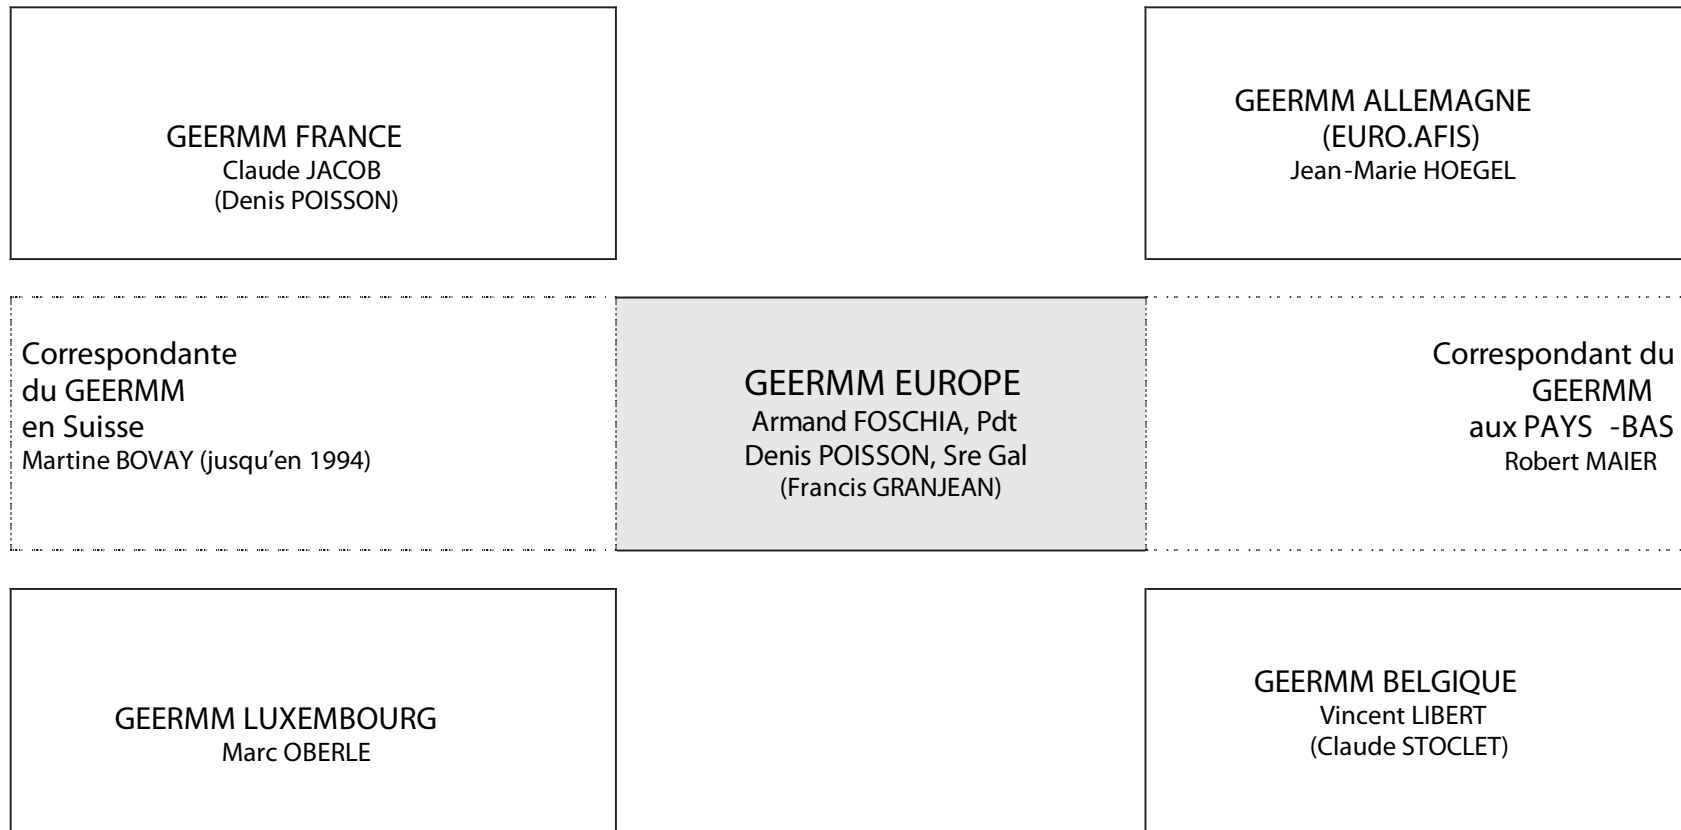 GEERMM FRANCE
Claude JACOB
(Denis POISSON)
GEERMM ALLEMAGNE
(EURO.AFIS)
Jean-Marie HOEGEL
Correspondante
du GEERMM
en Suisse
Martine BOVAY (jusqu’en 1994)
GEERMM EUROPE
Armand FOSCHIA, Pdt
Denis POISSON, Sre Gal
(Francis GRANJEAN)
Correspondant du
GEERMM
aux PAYS -BAS
Robert MAIER
GEERMM LUXEMBOURG
Marc OBERLE
GEERMM BELGIQUE
Vincent LIBERT
(Claude STOCLET)